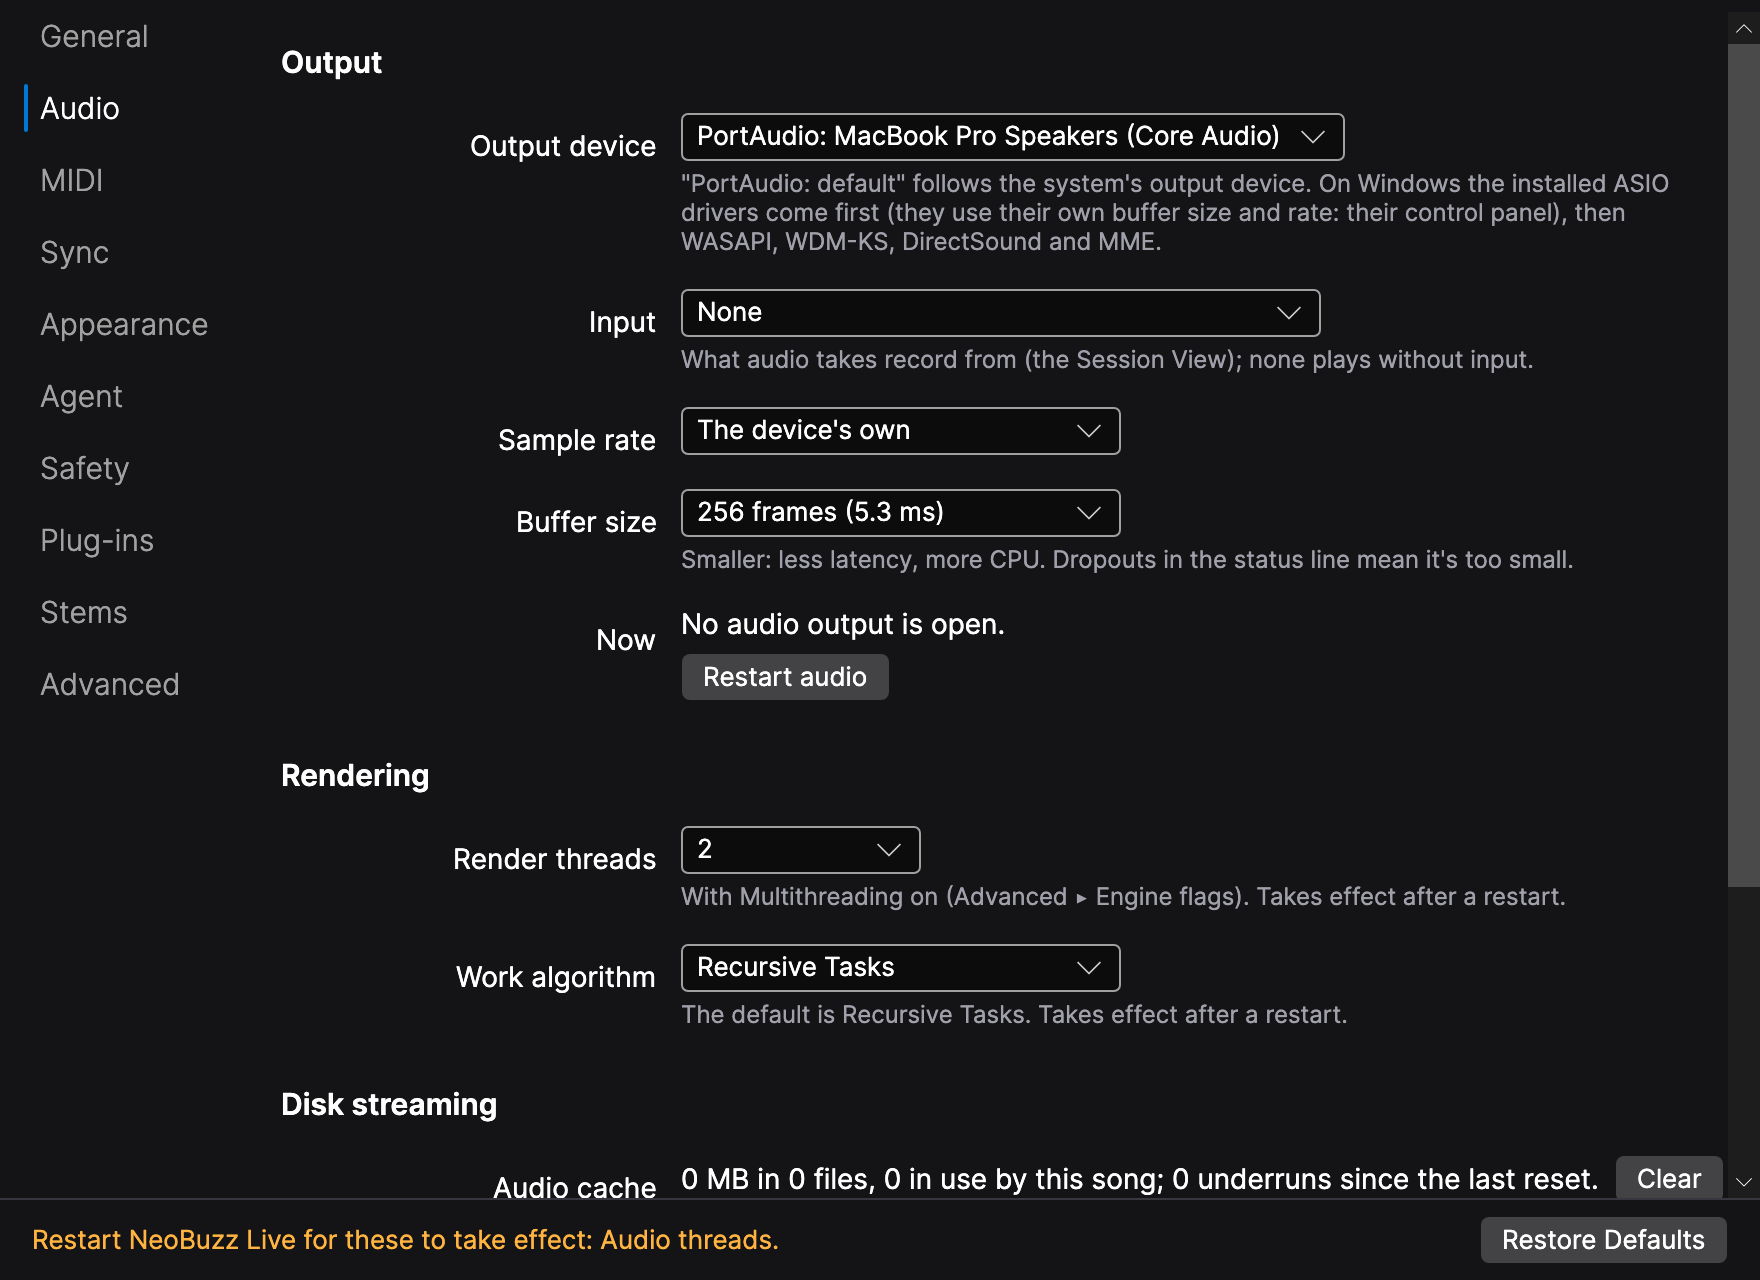 General
Audio
MIDI
Sync
Appearance
Agent
Safety
Plug-ins
Stems
Advanced
Output
Output device
PortAudio: MacBook Pro Speakers (Core Audio)
"PortAudio: default" follows the system's output device. On Windows the installed ASIO
drivers come first (they use their own buffer size and rate: their control panel), then
WASAPI, WDM-KS, DirectSound and MME.
Input
None
What audio takes record from (the Session View); none plays without input.
Sample rate
The device's own
Buffer size
256 frames (5.3 ms)
Smaller: less latency, more CPU. Dropouts in the status line mean it's too small.
Now
No audio output is open.
Restart audio
Rendering
Render threads
2
With Multithreading on (Advanced ▸ Engine flags). Takes effect after a restart.
Work algorithm
Recursive Tasks
The default is Recursive Tasks. Takes effect after a restart.
Disk streaming
Audio cache
0 MB in 0 files, 0 in use by this song; 0 underruns since the last reset.
Clear
Restart NeoBuzz Live for these to take effect: Audio threads.
Restore Defaults